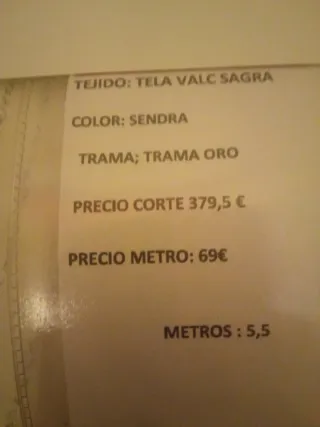 TEJIDO: TELA VALC SAGRA
COLOR: SENDRA
TRAMA; TRAMA ORO
PRECIO CORTE 379,5 €
PRECIO METRO: 69€
METROS : 5,5